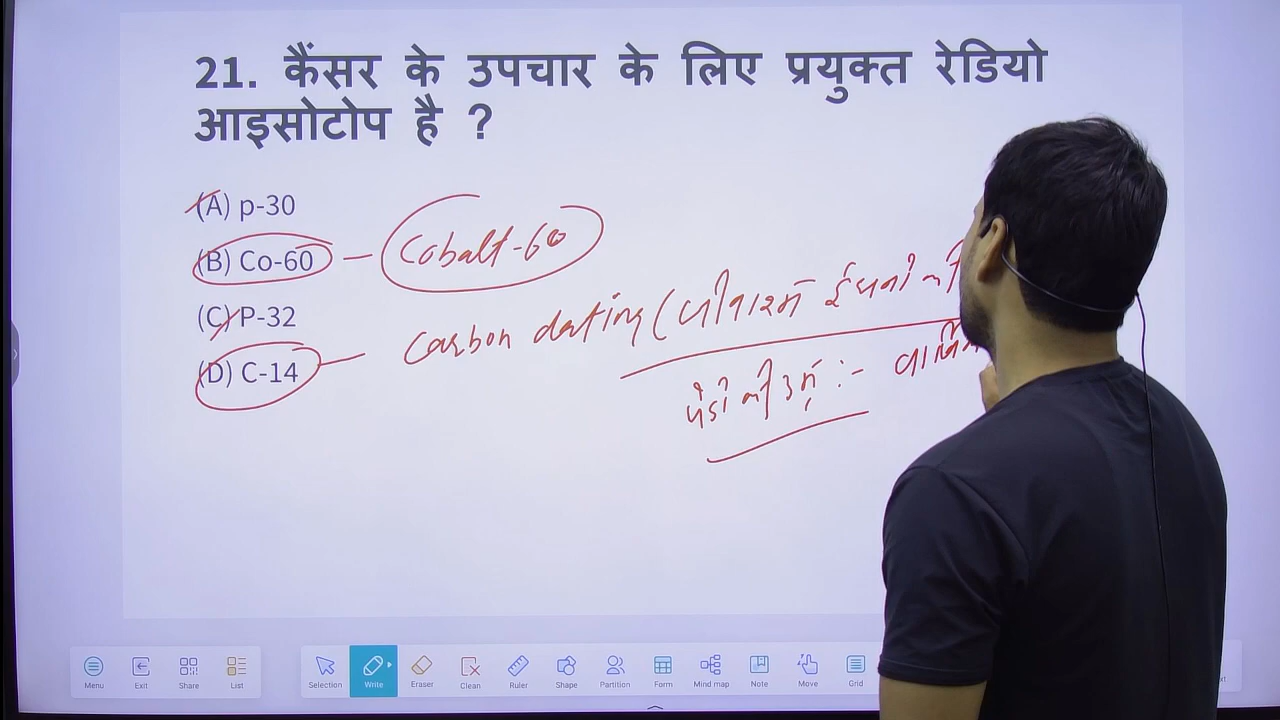 21. कैंसर के उपचार के लिए प्रयुक्त रेडियो
आइसोटोप है ?
(A) p-30
(B) Co-60 — Cobalt-60
(C) P-32
(D) C-14 — Carbon dating (
:-
Menu
Exit
Share
List
Selection
Write
Eraser
Clean
Ruler
Shape
Partition
Form
Mind map
Note
Move
Grid